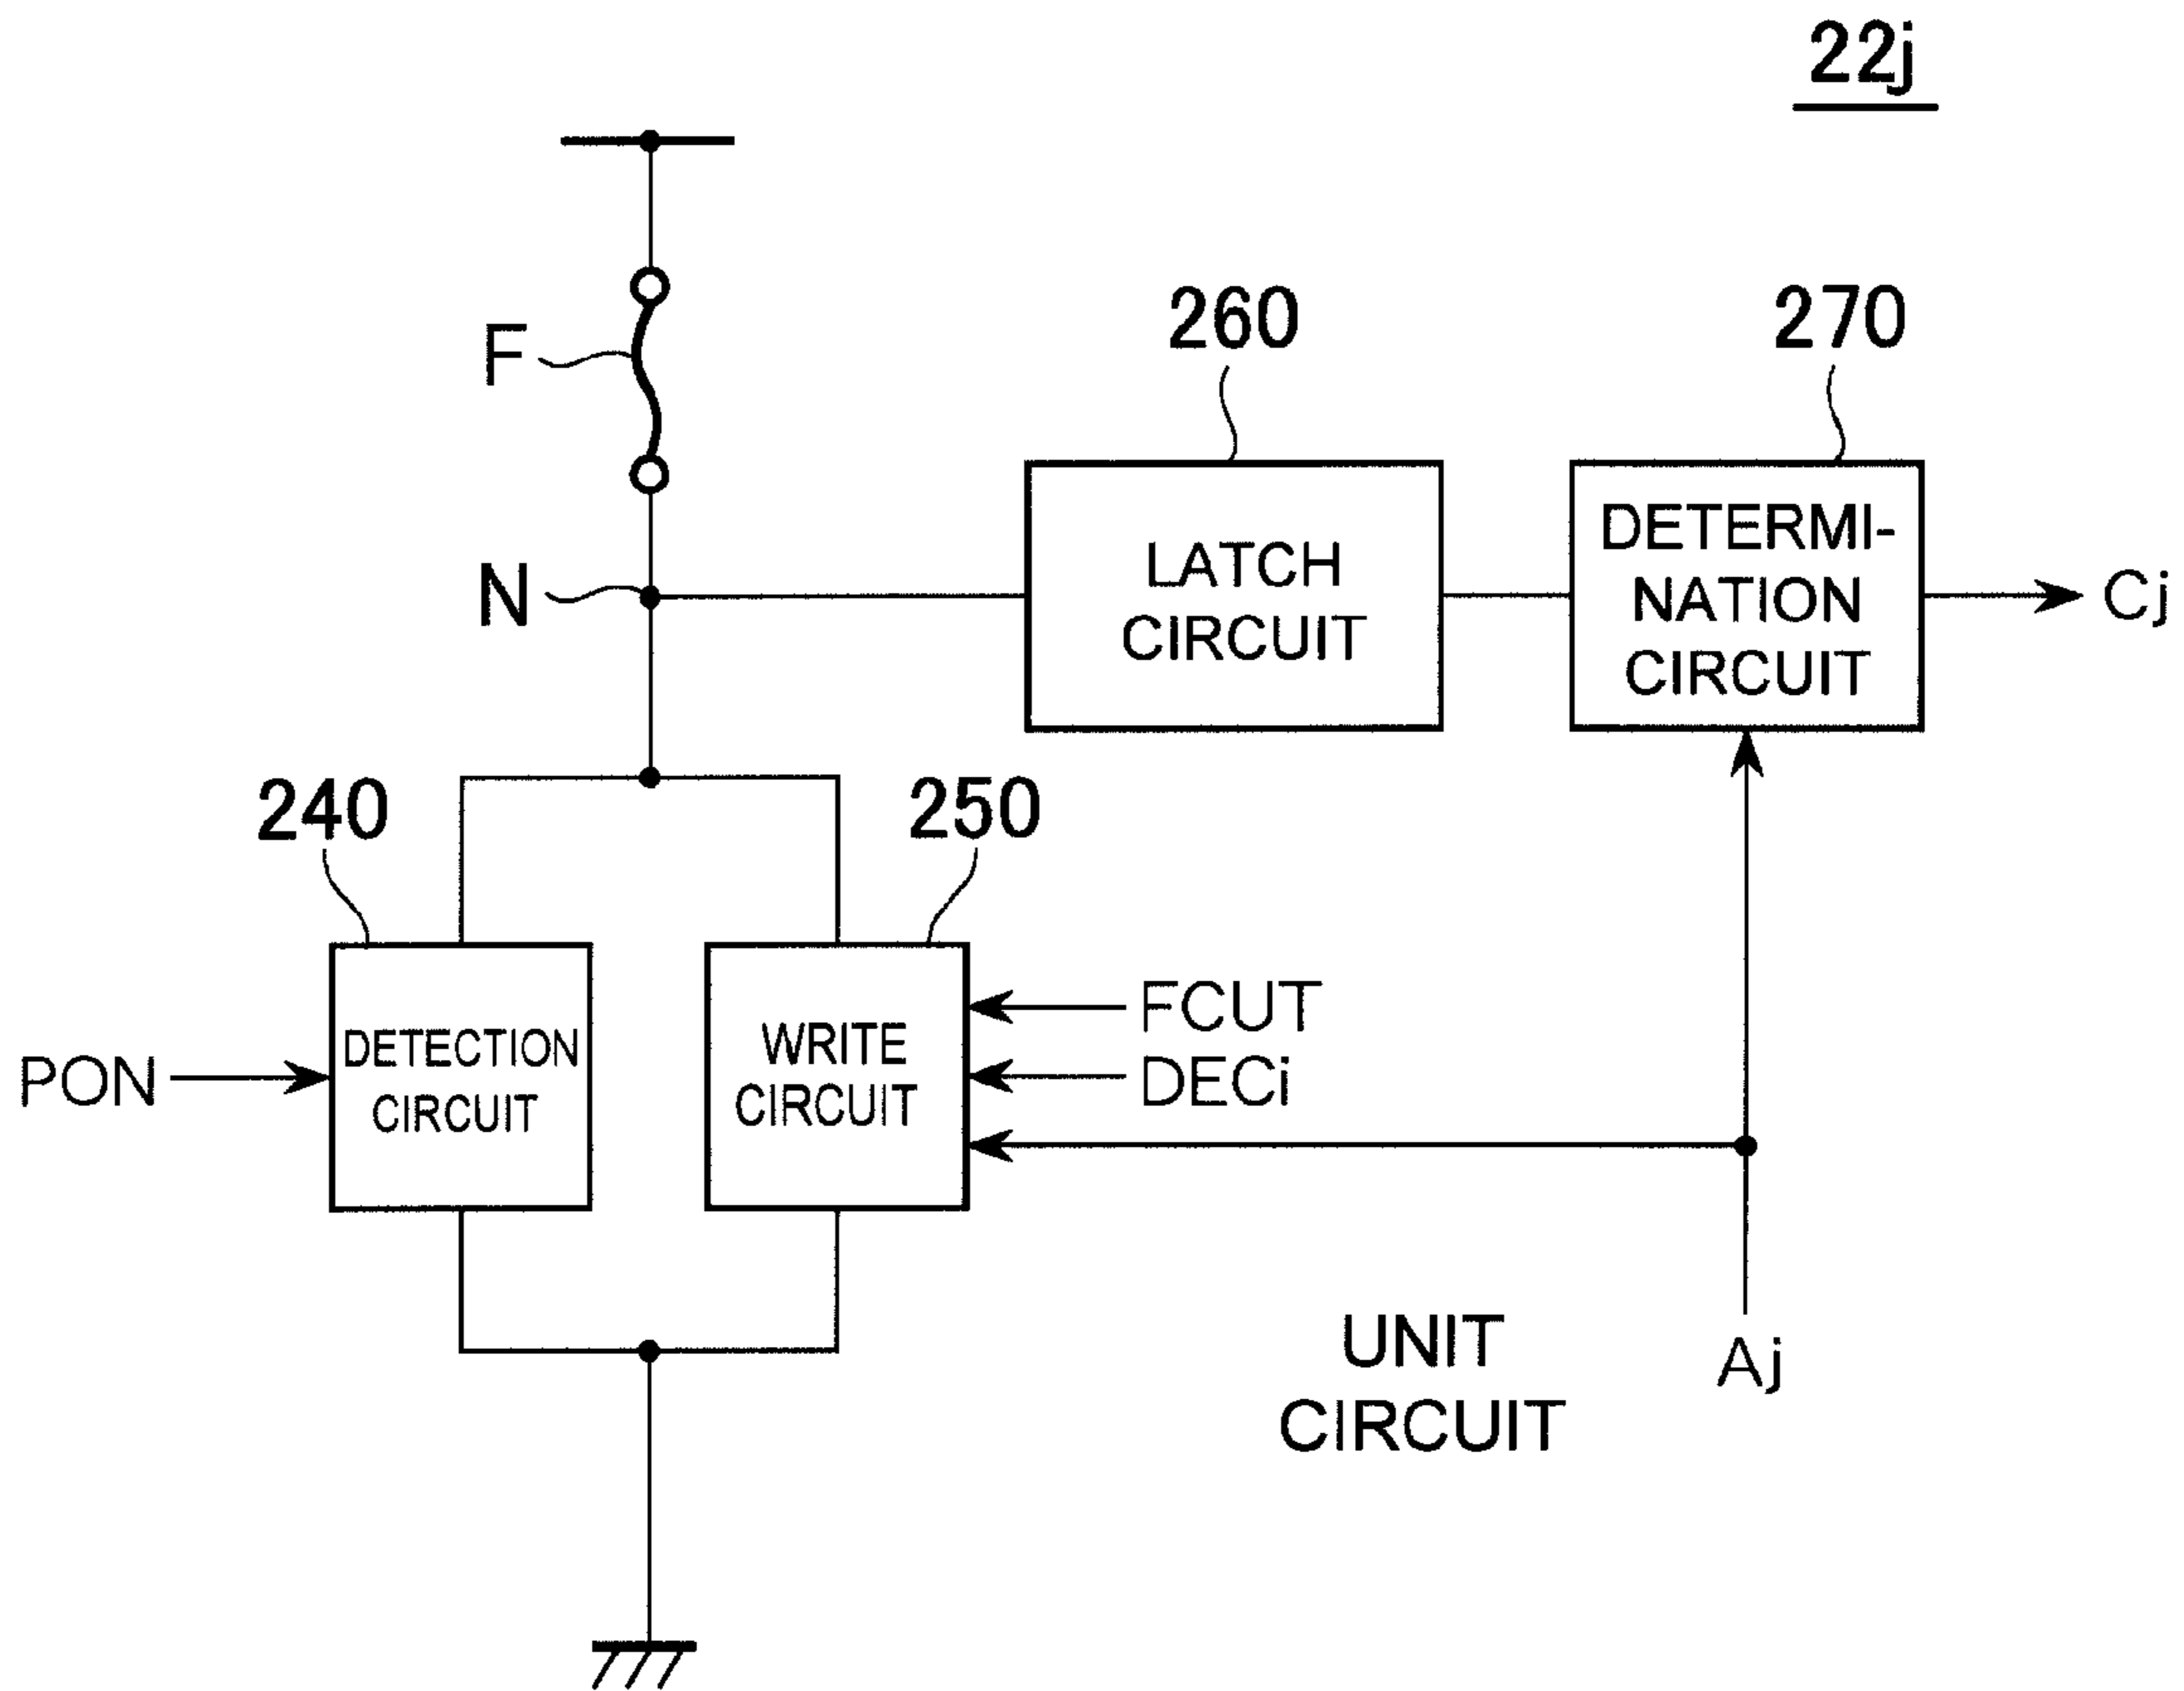 22j
F
260
270
N
LATCH
CIRCUIT
DETERMI-
NATION
CIRCUIT
Cj
240
250
PON
DETECTION
CIRCUIT
WRITE
CIRCUIT
FCUT
DECi
UNIT
CIRCUIT
Aj